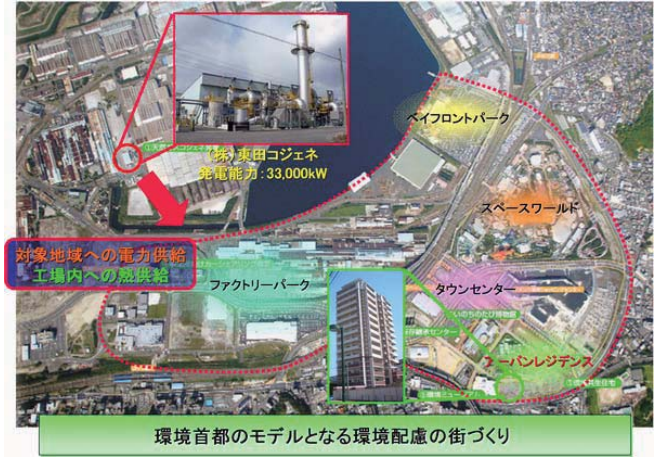 (株)東田コジェネ
発電能力:33,000kW
ベイフロントパーク
スペースワールド
対象地域への電力供給
工場内への熱供給
ファクトリーパーク
タウンセンター
いのちのたび博物館
アーバンレジデンス
環境首都のモデルとなる環境配慮の街づくり